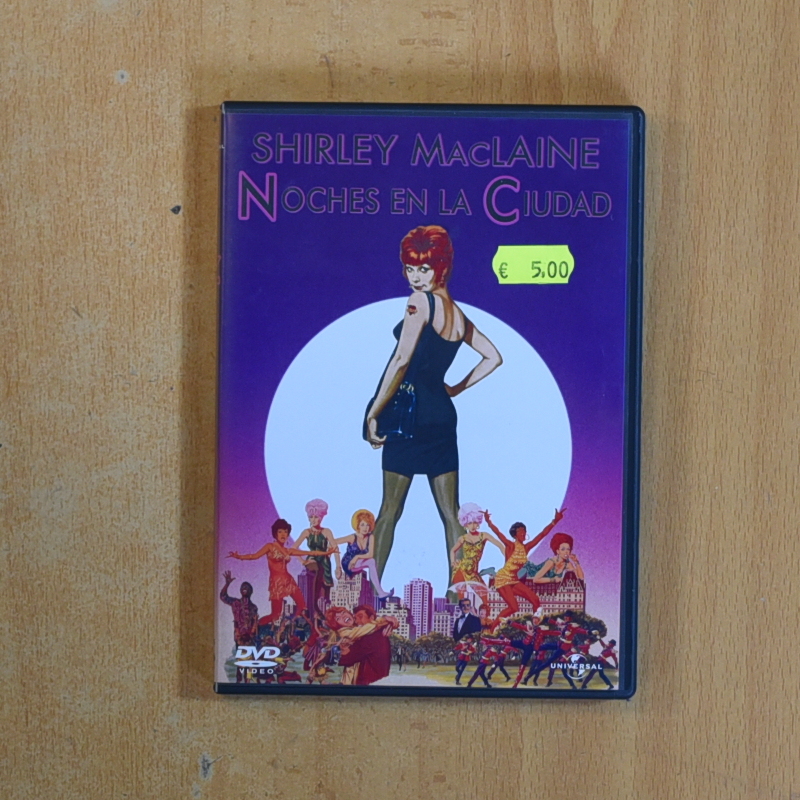 SHIRLEY MACLAINE
NOCHES EN LA CIUDAD
€ 5,00
DVD
VIDEO
UNIVERSAL